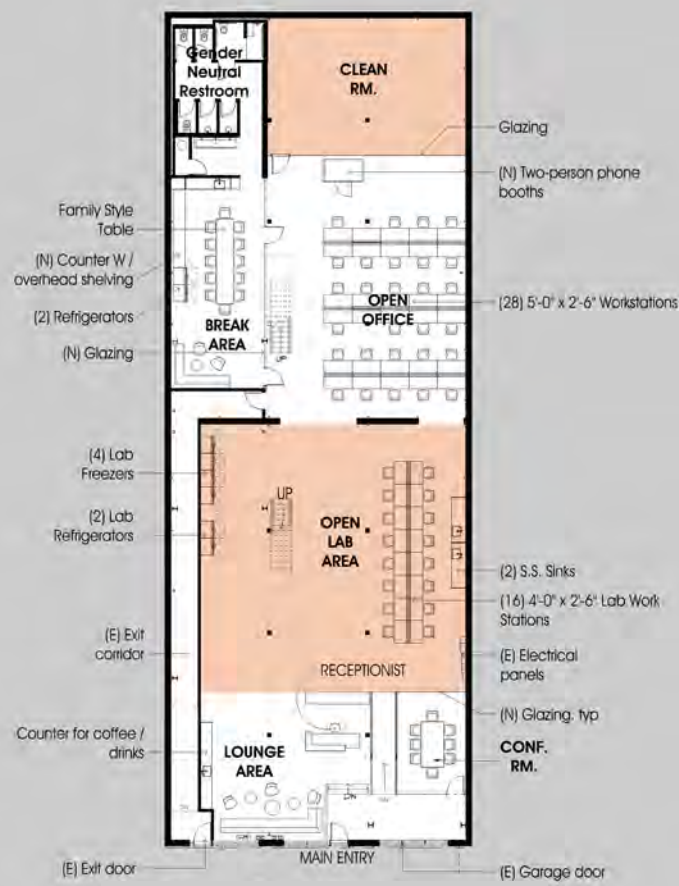 Gender
Neutral
Restroom
CLEAN
RM.
Glazing
(N) Two-person phone
booths
Family Style
Table
(N) Counter W /
overhead shelving
(2) Refrigerators
(N) Glazing
BREAK
AREA
UP
OPEN
OFFICE
(28) 5'-0" x 2'-6" Workstations
(4) Lab
Freezers
(2) Lab
Refrigerators
UP
OPEN
LAB
AREA
(2) S.S. Sinks
(16) 4'-0" x 2'-6" Lab Work
Stations
(E) Exit
corridor
(E) Electrical
panels
RECEPTIONIST
(N) Glazing. typ
Counter for coffee /
drinks
LOUNGE
AREA
CONF.
RM.
DN
MAIN ENTRY
(E) Exit door
(E) Garage door